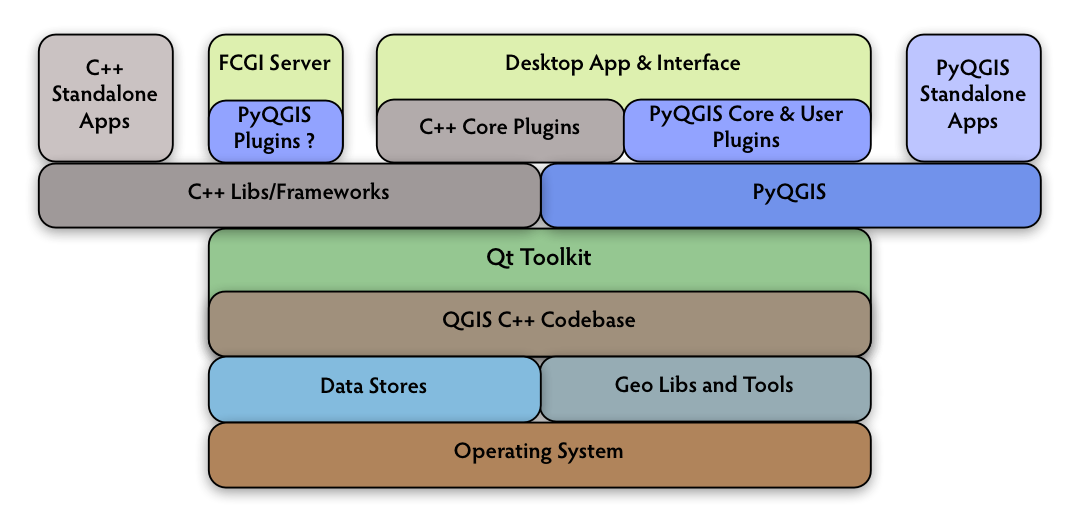 C++
Standalone
Apps
FCGI Server
PyQGIS
Plugins ?
Desktop App & Interface
C++ Core Plugins
PyQGIS Core & User
Plugins
PyQGIS
Standalone
Apps
C++ Libs/Frameworks
PyQGIS
Qt Toolkit
QGIS C++ Codebase
Data Stores
Geo Libs and Tools
Operating System